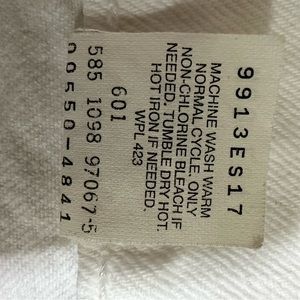 9913ES17
MACHINE WASH WARM
NORMAL CYCLE. ONLY
NON-CHLORINE BLEACH IF
NEEDED. TUMBLE DRY HOT.
HOT IRON IF NEEDED.
WPL 423
601
585 1098 97067-5
00550-4841